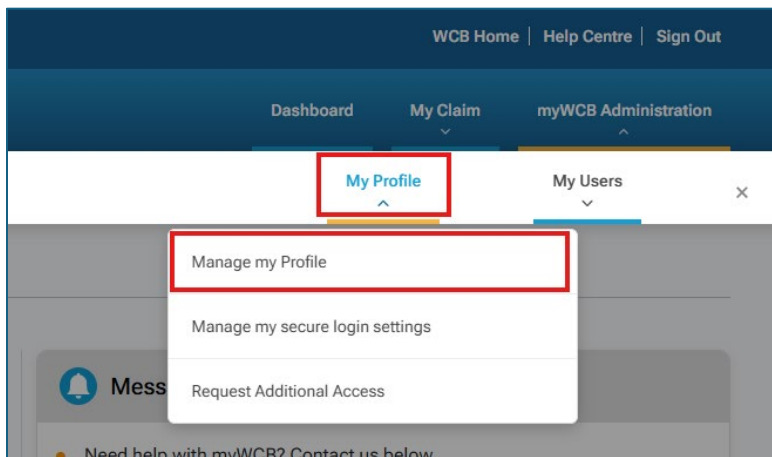 WCB Home | Help Centre | Sign Out
Dashboard My Claim myWCB Administration
My Profile My Users
Manage my Profile
Manage my secure login settings
Request Additional Access
Mess
Need help with myWCB? Contact us below